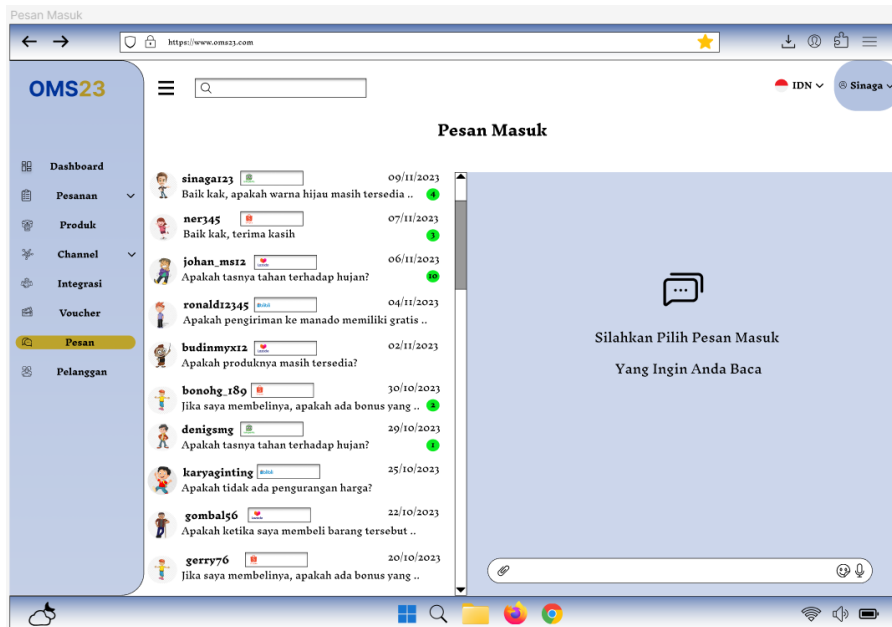 Pesan Masuk
https://www.oms23.com
OMS23
IDN
Sinaga
Pesan Masuk
Dashboard
Pesanan
Produk
Channel
Integrasi
Voucher
Pesan
Pelanggan
sinaga123 09/11/2023
Baik kak, apakah warna hijau masih tersedia .. 4
ner345 07/11/2023
Baik kak, terima kasih 3
johan_ms12 06/11/2023
Apakah tasnya tahan terhadap hujan? 10
ronald12345 04/11/2023
Apakah pengiriman ke manado memiliki gratis ..
budinmyx12 02/11/2023
Apakah produknya masih tersedia?
bonohg_189 30/10/2023
Jika saya membelinya, apakah ada bonus yang .. 2
denigsmg 29/10/2023
Apakah tasnya tahan terhadap hujan? 1
karyaginting 25/10/2023
Apakah tidak ada pengurangan harga?
gombal56 22/10/2023
Apakah ketika saya membeli barang tersebut ..
gerry76 20/10/2023
Jika saya membelinya, apakah ada bonus yang ..
Silahkan Pilih Pesan Masuk
Yang Ingin Anda Baca